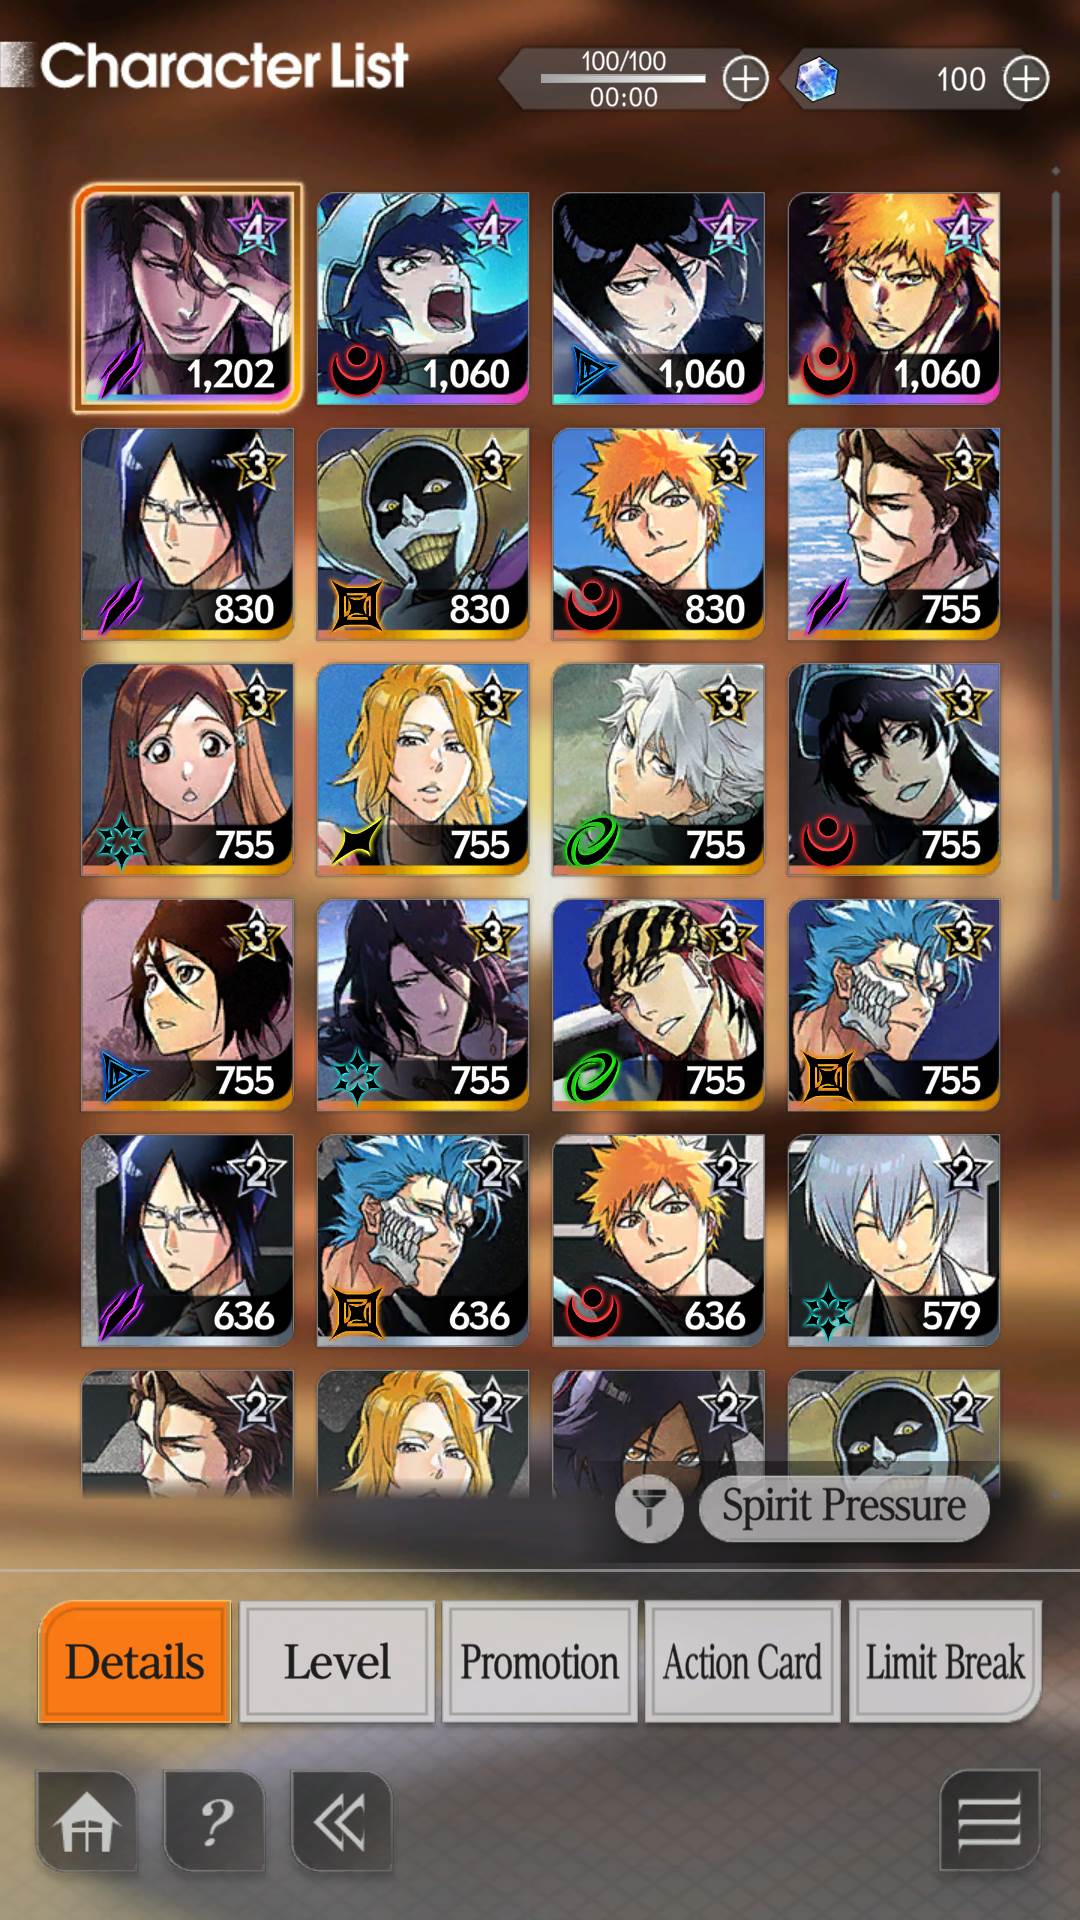 Character List
100/100
00:00
100
4 4 4 4
1,202 1,060 1,060 1,060
3 3 3 3
830 830 830 755
3 3 3 3
755 755 755 755
3 3 3 3
755 755 755 755
2 2 2 2
636 636 636 579
2 2 2 2
Spirit Pressure
Details Level Promotion Action Card Limit Break
?